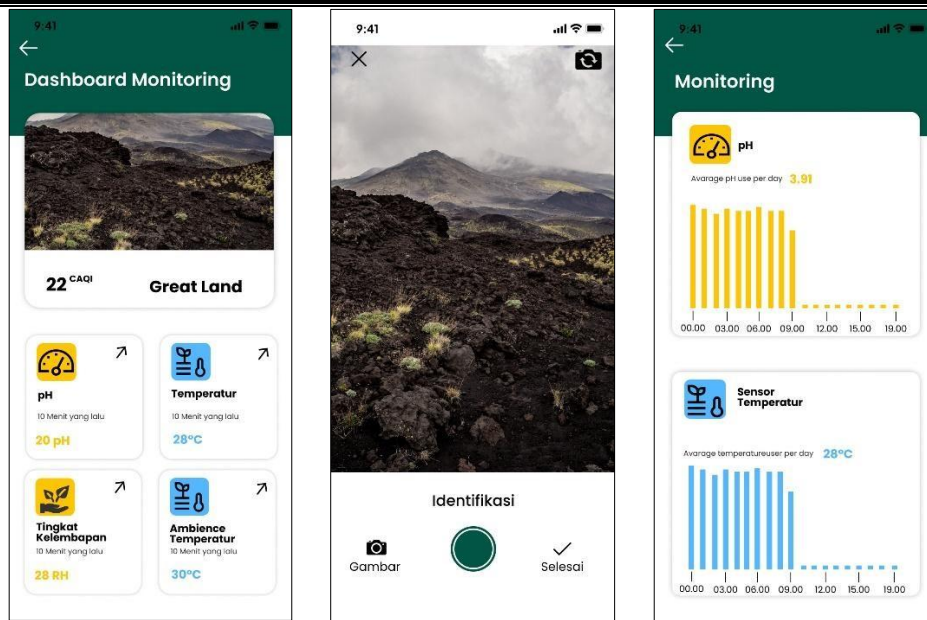 9:41
Dashboard Monitoring
22 CAQI
Great Land
pH
10 Menit yang lalu
20 pH
Temperatur
10 Menit yang lalu
28°C
Tingkat
Kelembapan
10 Menit yang lalu
28 RH
Ambience
Temperatur
10 Menit yang lalu
30°C
9:41
Identifikasi
Gambar
Selesai
9:41
Monitoring
pH
Avarage pH use per day 3.91
00.00 03.00 06.00 09.00 12.00 15.00 19.00
Sensor
Temperatur
Avarage temperatureuser per day 28°C
00.00 03.00 06.00 09.00 12.00 15.00 19.00